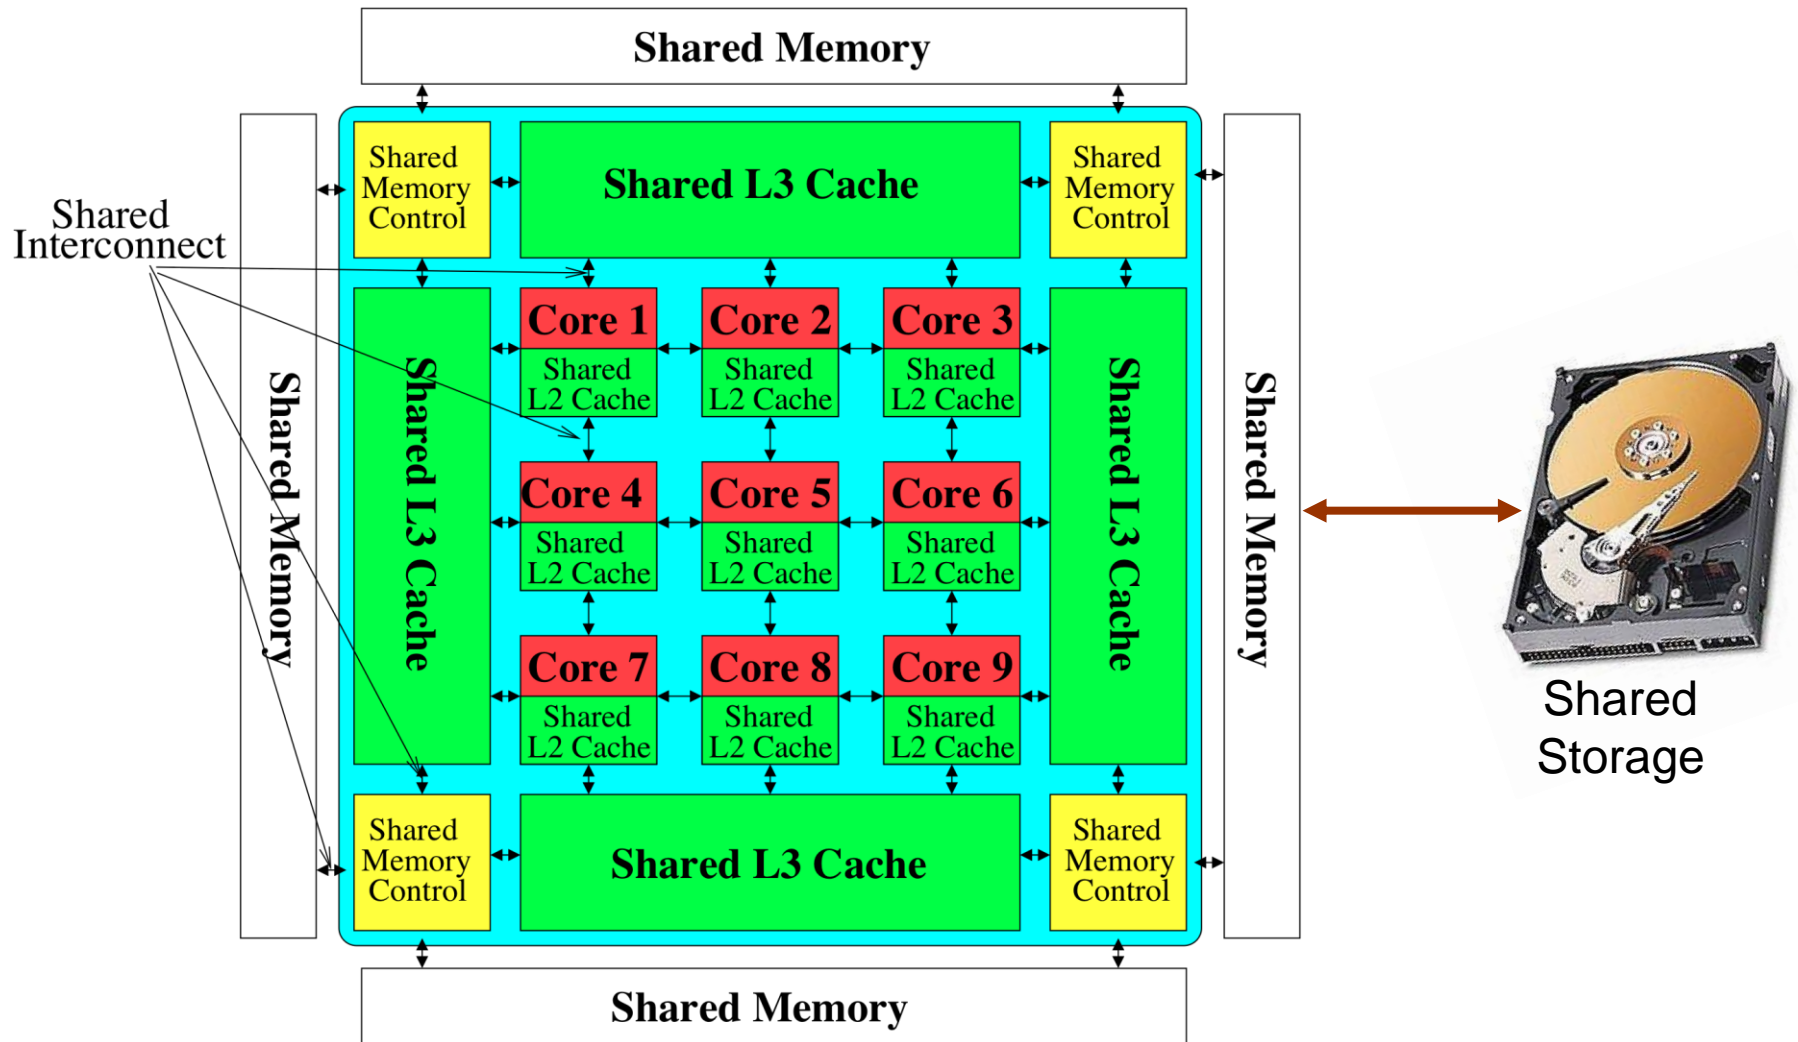 Shared Memory
Shared
Memory
Control
Shared L3 Cache
Shared
Memory
Control
Shared
Interconnect
Shared Memory
Shared L3 Cache
Core 1
Shared
L2 Cache
Core 2
Shared
L2 Cache
Core 3
Shared
L2 Cache
Core 4
Shared
L2 Cache
Core 5
Shared
L2 Cache
Core 6
Shared
L2 Cache
Core 7
Shared
L2 Cache
Core 8
Shared
L2 Cache
Core 9
Shared
L2 Cache
Shared L3 Cache
Shared Memory
Shared
Storage
Shared
Memory
Control
Shared L3 Cache
Shared
Memory
Control
Shared Memory